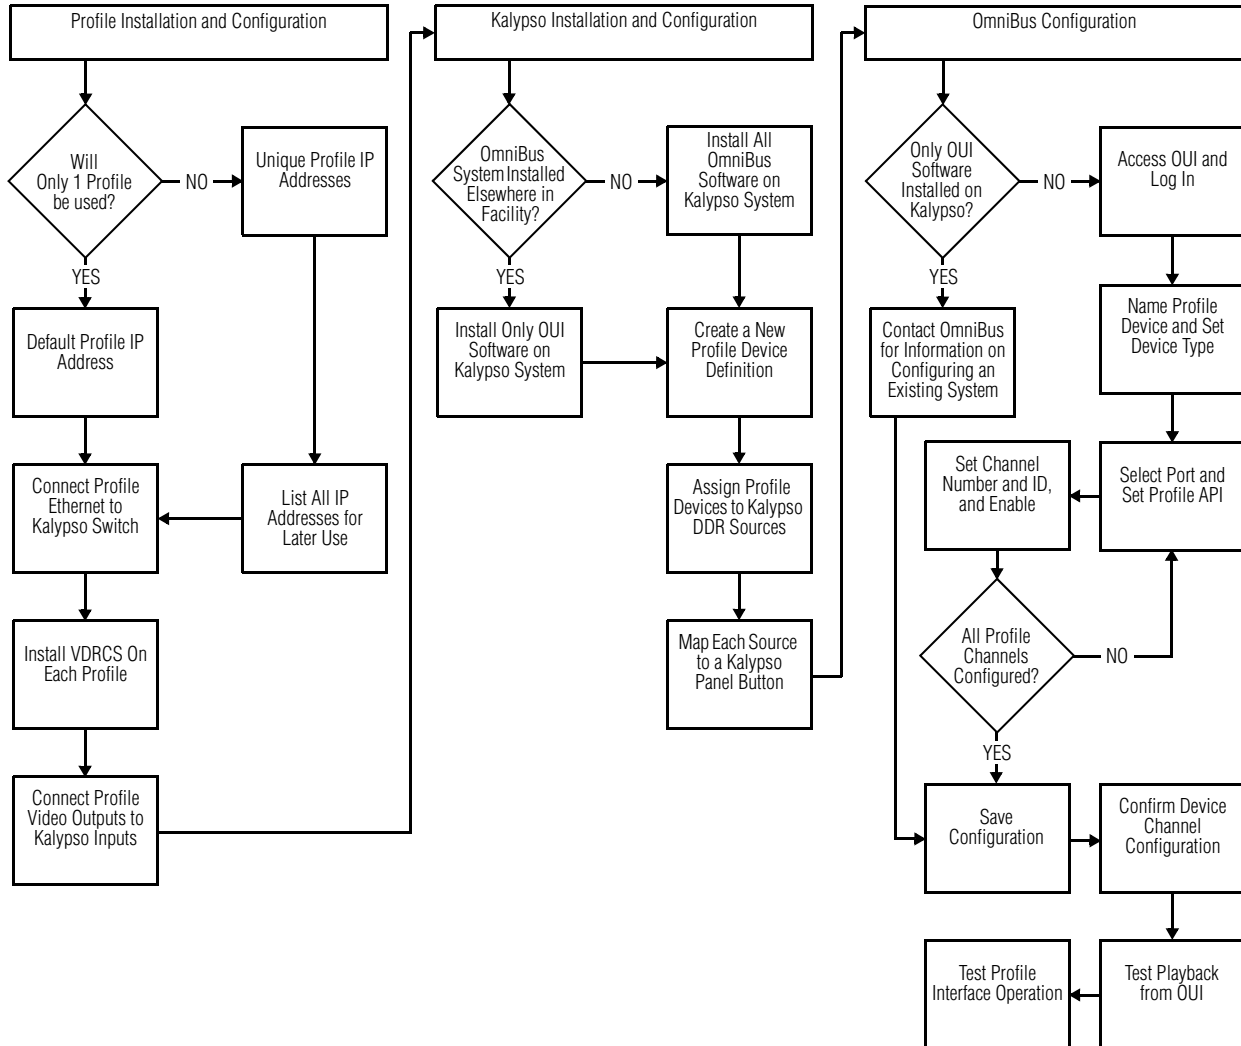 Profile Installation and Configuration
Will
Only 1 Profile
be used?
NO
Unique Profile IP
Addresses
YES
Default Profile IP
Address
Connect Profile
Ethernet to
Kalypso Switch
List All IP
Addresses for
Later Use
Install VDRCS On
Each Profile
Connect Profile
Video Outputs to
Kalypso Inputs
Kalypso Installation and Configuration
OmniBus
System Installed
Elsewhere in
Facility?
NO
Install All
OmniBus
Software on
Kalypso System
YES
Install Only OUI
Software on
Kalypso System
Create a New
Profile Device
Definition
Assign Profile
Devices to Kalypso
DDR Sources
Map Each Source
to a Kalypso
Panel Button
OmniBus Configuration
Only OUI
Software
Installed on
Kalypso?
NO
Access OUI and
Log In
YES
Contact OmniBus
for Information on
Configuring an
Existing System
Name Profile
Device and Set
Device Type
Select Port and
Set Profile API
Set Channel
Number and ID,
and Enable
All Profile
Channels
Configured?
NO
YES
Save
Configuration
Confirm Device
Channel
Configuration
Test Playback
from OUI
Test Profile
Interface Operation